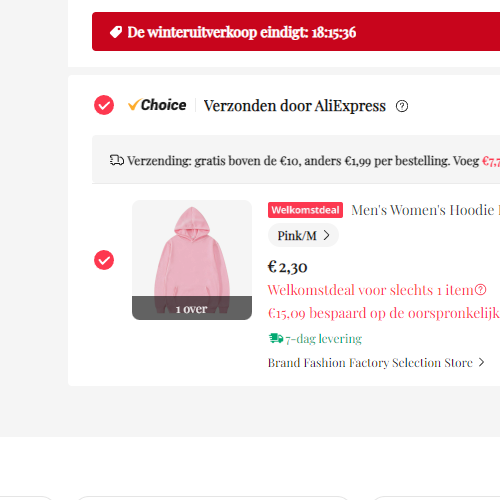 De winteruitverkoop eindigt: 18:15:36
Choice Verzonden door AliExpress
Verzending: gratis boven de €10, anders €1,99 per bestelling. Voeg
Welkomstdeal Men's Women's Hoodie
Pink/M
€2,30
1 over
Welkomstdeal voor slechts 1 item
€15,09 bespaard op de oorspronkelijk
7-dag levering
Brand Fashion Factory Selection Store